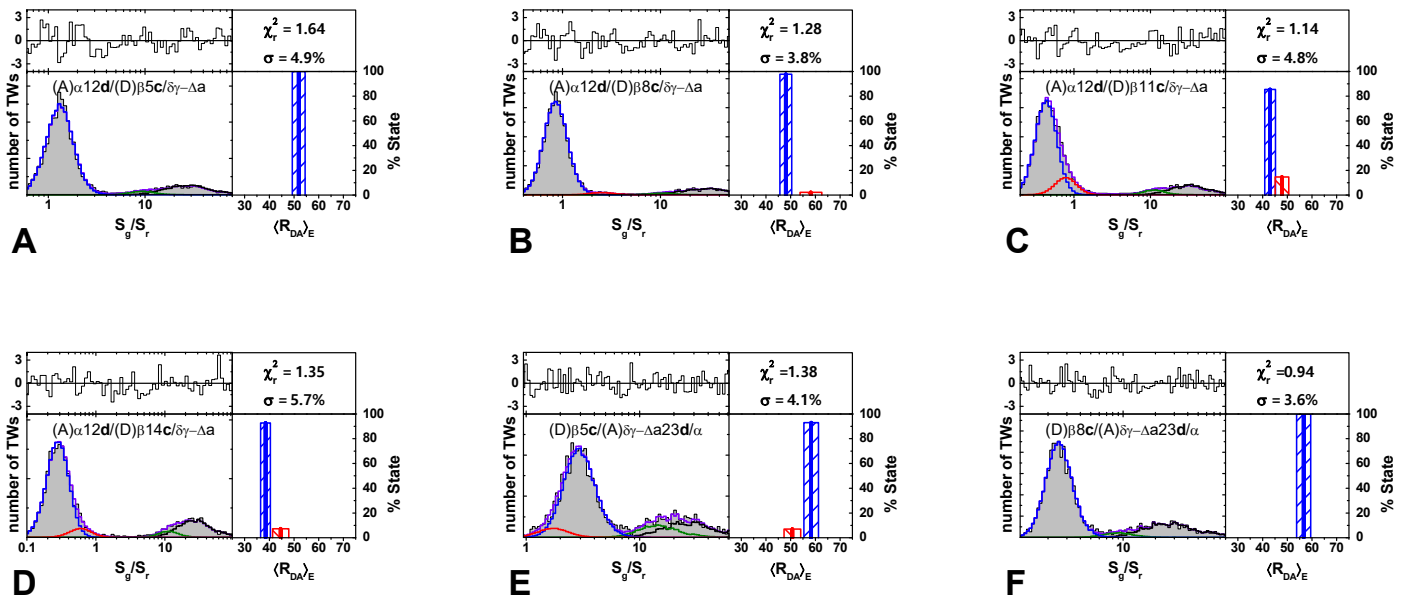 3
0
-3
χ²r = 1.64
σ = 4.9%
number of TWs
(A)α12d/(D)β5c/δγ−Δa
100
80
60
40
20
0
% State
1
10
30 40 50 60 70
Sg/Sr
⟨RDA⟩E
A
3
0
-3
χ²r = 1.28
σ = 3.8%
number of TWs
(A)α12d/(D)β8c/δγ−Δa
100
80
60
40
20
0
% State
1
10
30 40 50 60 70
Sg/Sr
⟨RDA⟩E
B
3
0
-3
χ²r = 1.14
σ = 4.8%
number of TWs
(A)α12d/(D)β11c/δγ−Δa
100
80
60
40
20
0
% State
1
10
30 40 50 60 70
Sg/Sr
⟨RDA⟩E
C
3
0
-3
χ²r = 1.35
σ = 5.7%
number of TWs
(A)α12d/(D)β14c/δγ−Δa
100
80
60
40
20
0
% State
0.1
1
10
30 40 50 60 70
Sg/Sr
⟨RDA⟩E
D
3
0
-3
χ²r =1.38
σ = 4.1%
number of TWs
(D)β5c/(A)δγ−Δa23d/α
100
80
60
40
20
0
% State
1
10
30 40 50 60 70
Sg/Sr
⟨RDA⟩E
E
3
0
-3
χ²r =0.94
σ = 3.6%
number of TWs
(D)β8c/(A)δγ−Δa23d/α
100
80
60
40
20
0
% State
10
30 40 50 60 70
Sg/Sr
⟨RDA⟩E
F